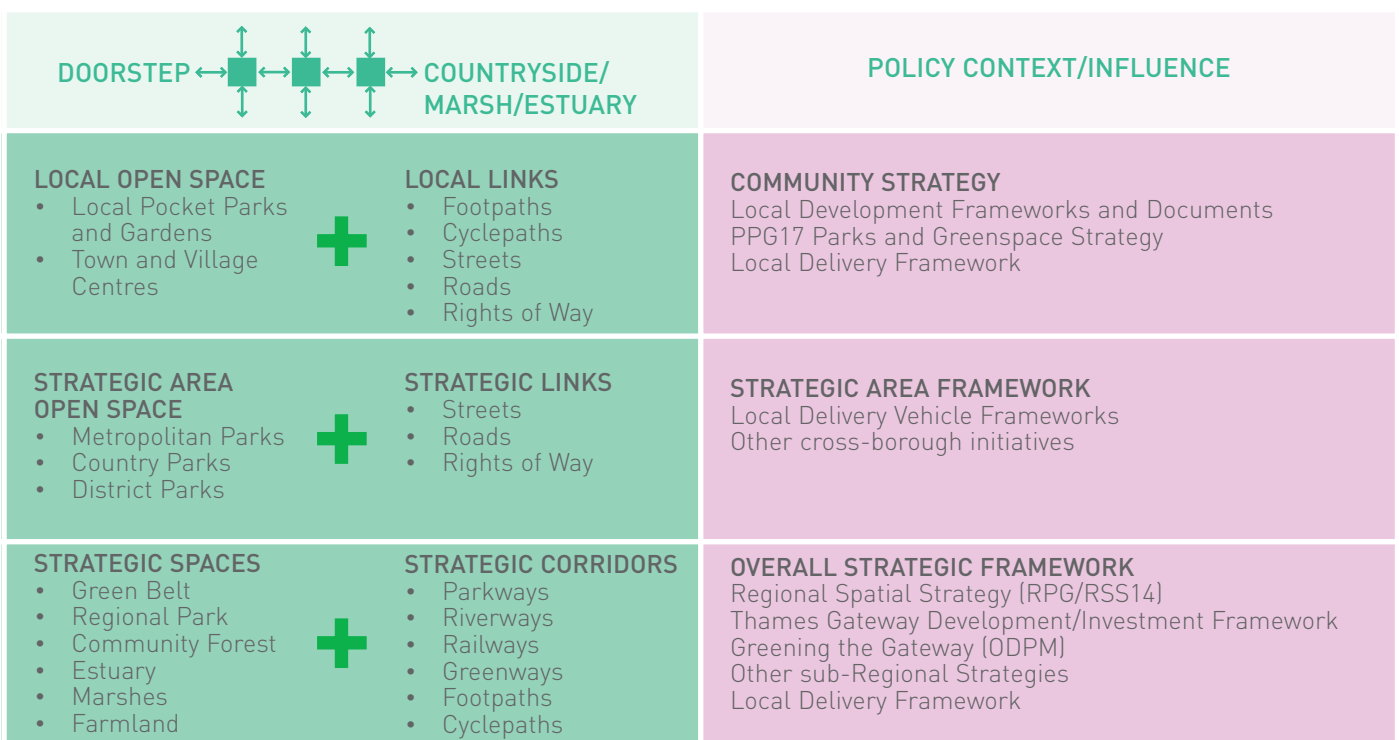 DOORSTEP
COUNTRYSIDE/
MARSH/ESTUARY
POLICY CONTEXT/INFLUENCE
LOCAL OPEN SPACE
• Local Pocket Parks
and Gardens
• Town and Village
Centres
LOCAL LINKS
• Footpaths
• Cyclepaths
• Streets
• Roads
• Rights of Way
COMMUNITY STRATEGY
Local Development Frameworks and Documents
PPG17 Parks and Greenspace Strategy
Local Delivery Framework
STRATEGIC AREA
OPEN SPACE
• Metropolitan Parks
• Country Parks
• District Parks
STRATEGIC LINKS
• Streets
• Roads
• Rights of Way
STRATEGIC AREA FRAMEWORK
Local Delivery Vehicle Frameworks
Other cross-borough initiatives
STRATEGIC SPACES
• Green Belt
• Regional Park
• Community Forest
• Estuary
• Marshes
• Farmland
STRATEGIC CORRIDORS
• Parkways
• Riverways
• Railways
• Greenways
• Footpaths
• Cyclepaths
OVERALL STRATEGIC FRAMEWORK
Regional Spatial Strategy (RPG/RSS14)
Thames Gateway Development/Investment Framework
Greening the Gateway (ODPM)
Other sub-Regional Strategies
Local Delivery Framework